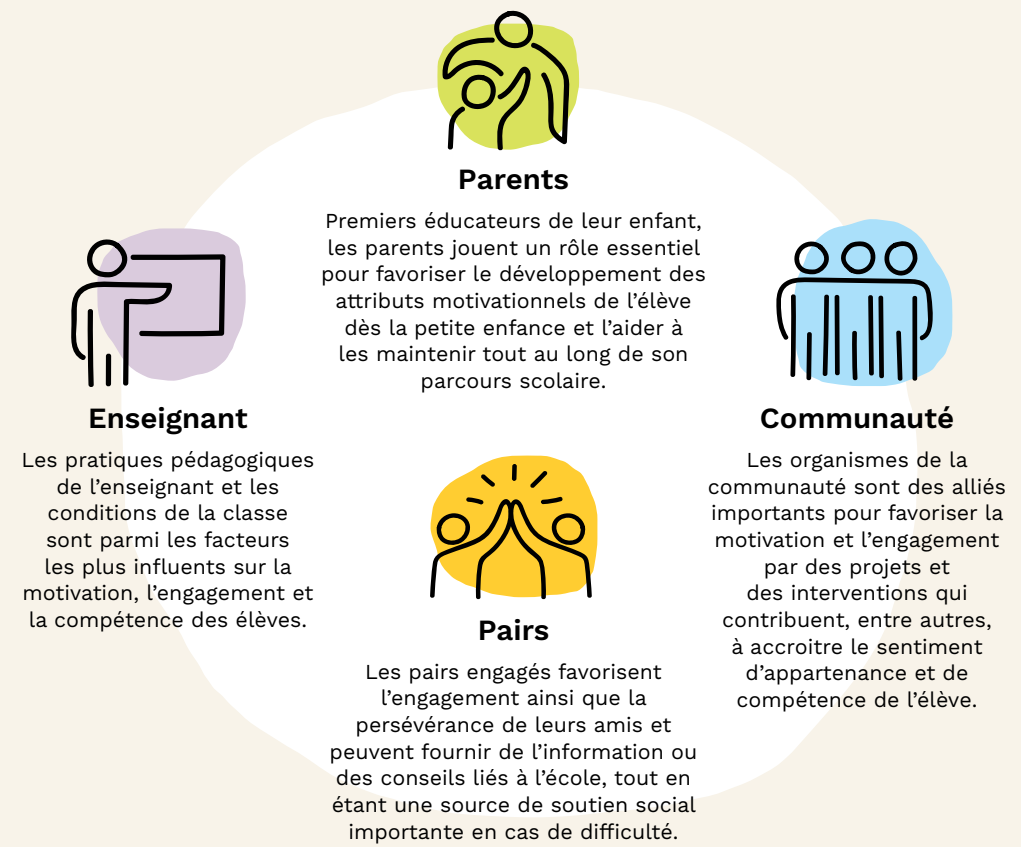 Parents
Premiers éducateurs de leur enfant,
les parents jouent un rôle essentiel
pour favoriser le développement des
attributs motivationnels de l’élève
dès la petite enfance et l’aider à
les maintenir tout au long de son
parcours scolaire.
Enseignant
Les pratiques pédagogiques
de l’enseignant et les
conditions de la classe
sont parmi les facteurs
les plus influents sur la
motivation, l’engagement et
la compétence des élèves.
Communauté
Les organismes de la
communauté sont des alliés
importants pour favoriser la
motivation et l’engagement
par des projets et
des interventions qui
contribuent, entre autres,
à accroitre le sentiment
d’appartenance et de
compétence de l’élève.
Pairs
Les pairs engagés favorisent
l’engagement ainsi que la
persévérance de leurs amis et
peuvent fournir de l’information ou
des conseils liés à l’école, tout en
étant une source de soutien social
importante en cas de difficulté.